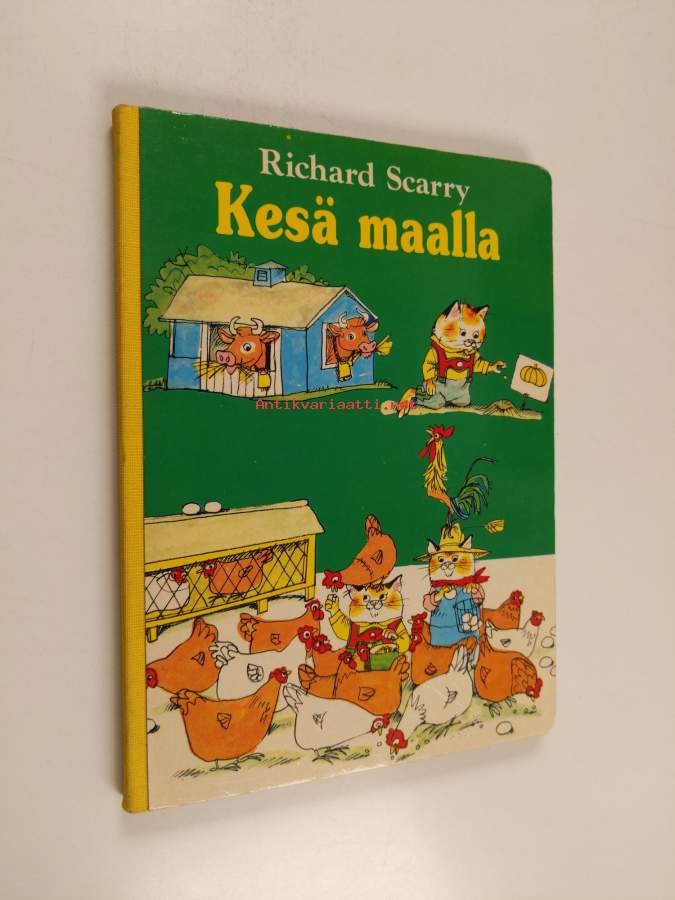 Richard Scarry
Kesä maalla
Antikvariaatti.net